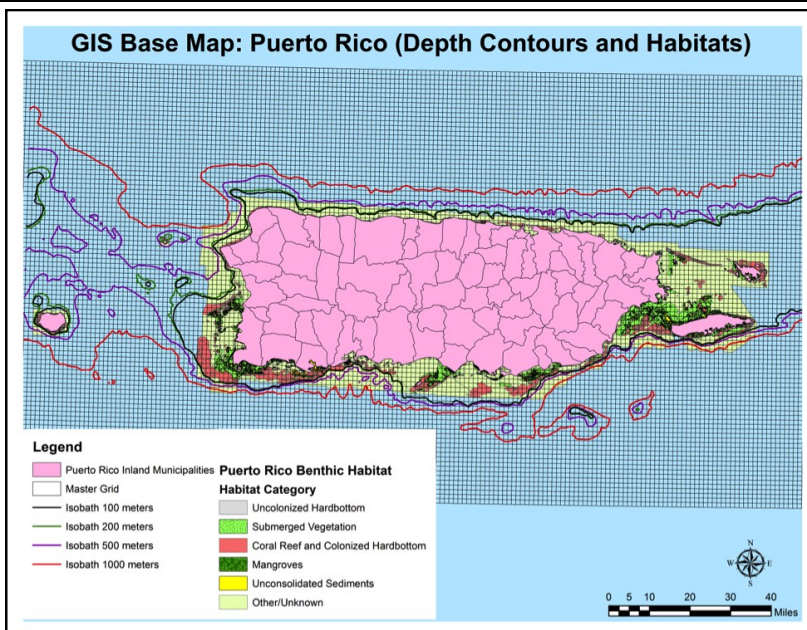 GIS Base Map: Puerto Rico (Depth Contours and Habitats)
Legend
Puerto Rico Inland Municipalities
Master Grid
Isobath 100 meters
Isobath 200 meters
Isobath 500 meters
Isobath 1000 meters
Puerto Rico Benthic Habitat
Habitat Category
Uncolonized Hardbottom
Submerged Vegetation
Coral Reef and Colonized Hardbottom
Mangroves
Unconsolidated Sediments
Other/Unknown
N
W E
S
0 5 10 20 30 40
Miles